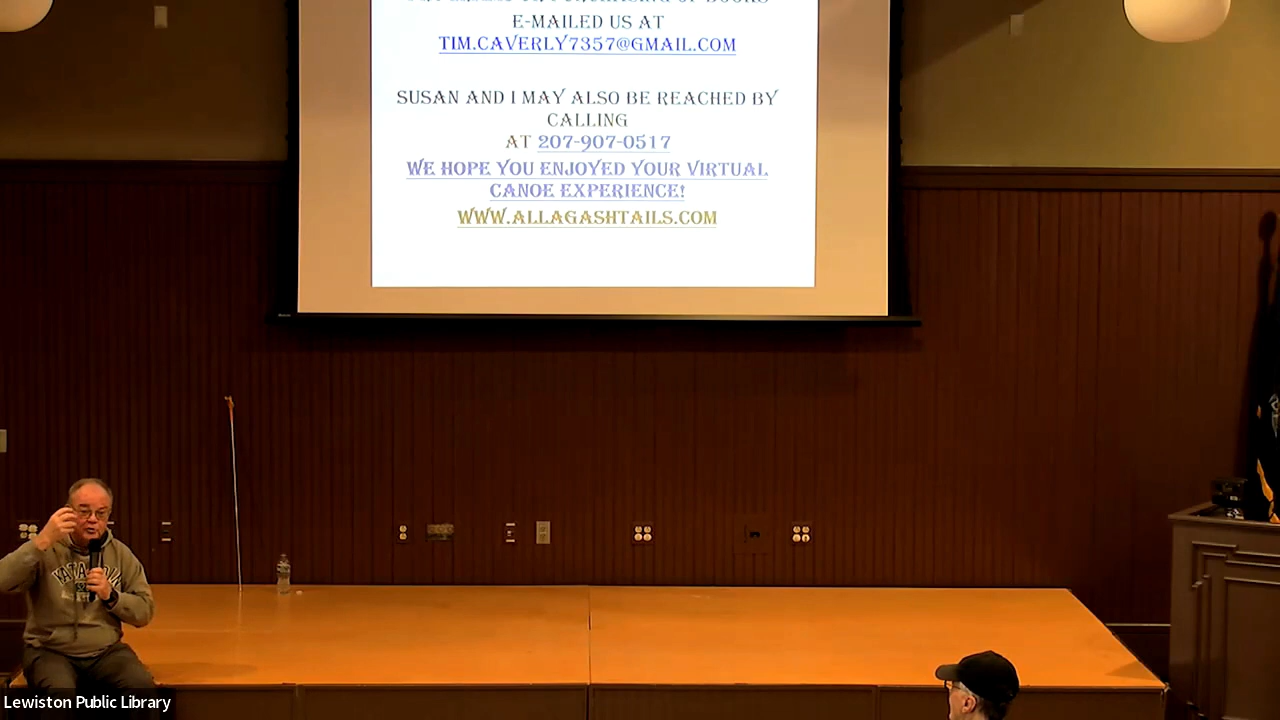 E-MAILED US AT
TIM.CAVERLY7357@GMAIL.COM
SUSAN AND I MAY ALSO BE REACHED BY
CALLING
AT 207-907-0517
WE HOPE YOU ENJOYED YOUR VIRTUAL
CANOE EXPERIENCE!
WWW.ALLAGASHTAILS.COM
Lewiston Public Library